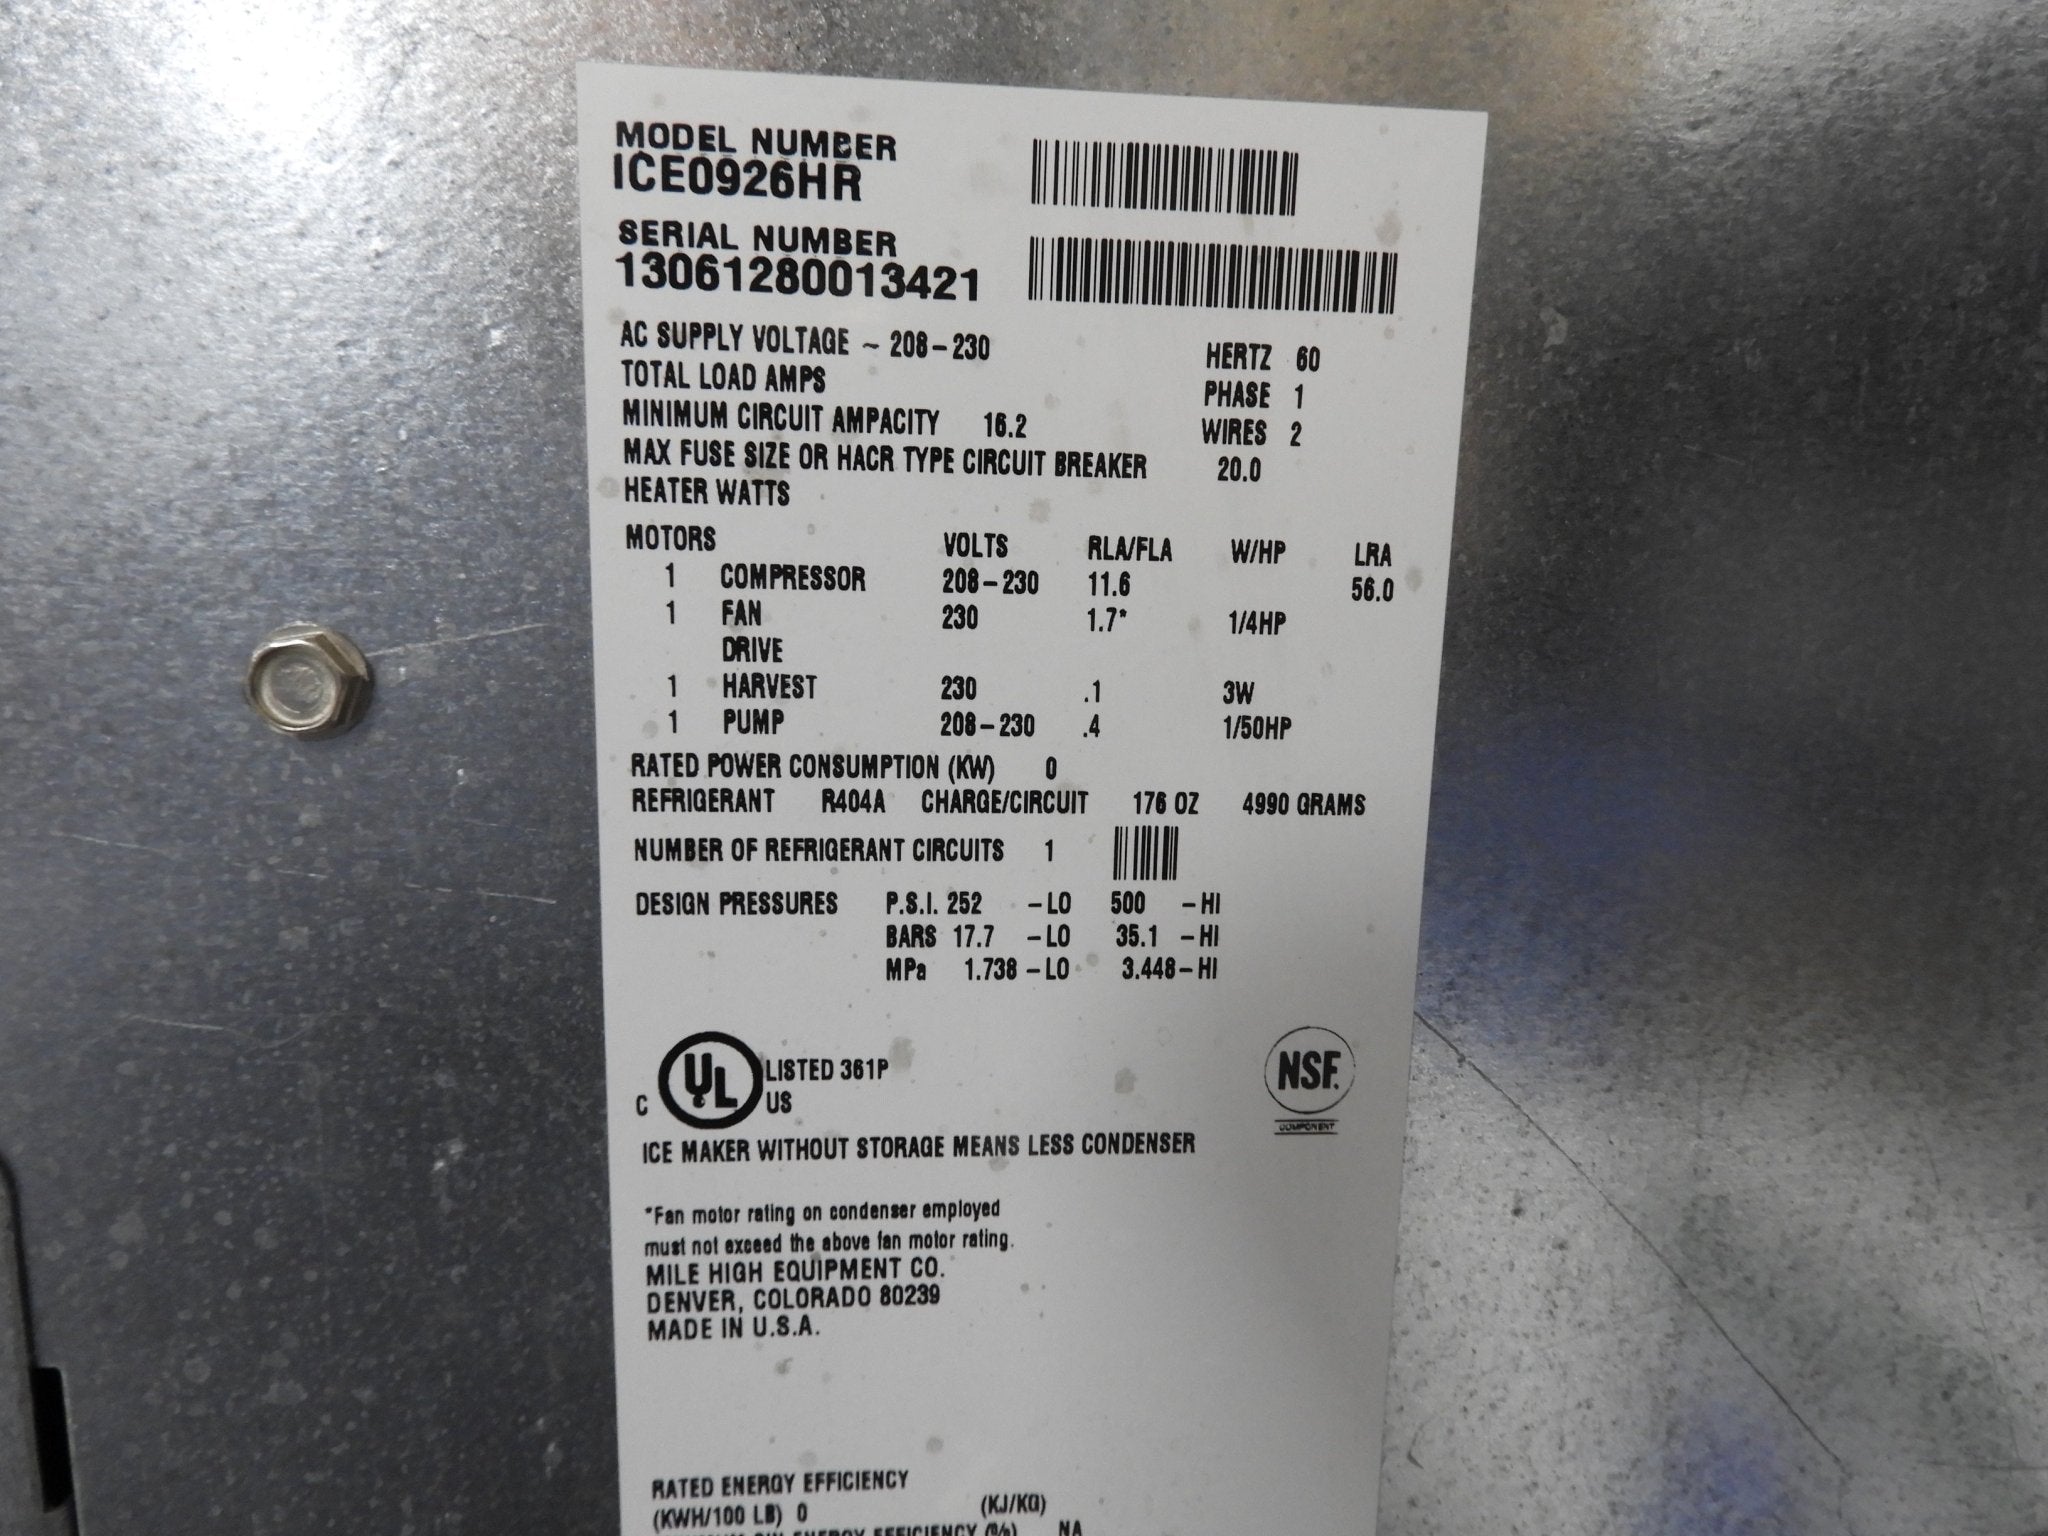 MODEL NUMBER
ICE0926HR
SERIAL NUMBER
13061280013421
AC SUPPLY VOLTAGE ~ 208-230 HERTZ 60
TOTAL LOAD AMPS PHASE 1
MINIMUM CIRCUIT AMPACITY 16.2 WIRES 2
MAX FUSE SIZE OR HACR TYPE CIRCUIT BREAKER 20.0
HEATER WATTS
MOTORS VOLTS RLA/FLA W/HP LRA
1 COMPRESSOR 208-230 11.6 56.0
1 FAN 230 1.7* 1/4HP
DRIVE
1 HARVEST 230 .1 3W
1 PUMP 208-230 .4 1/50HP
RATED POWER CONSUMPTION (KW) 0
REFRIGERANT R404A CHARGE/CIRCUIT 176 OZ 4990 GRAMS
NUMBER OF REFRIGERANT CIRCUITS 1
DESIGN PRESSURES P.S.I. 252 -LO 500 -HI
BARS 17.7 -LO 35.1 -HI
MPa 1.738 -LO 3.448-HI
C UL LISTED 361P
US
NSF.
COMPONENT
ICE MAKER WITHOUT STORAGE MEANS LESS CONDENSER
*Fan motor rating on condenser employed
must not exceed the above fan motor rating.
MILE HIGH EQUIPMENT CO.
DENVER, COLORADO 80239
MADE IN U.S.A.
RATED ENERGY EFFICIENCY
(KWH/100 LB) 0 (KJ/KG)
ENERGY EFFICIENCY NA